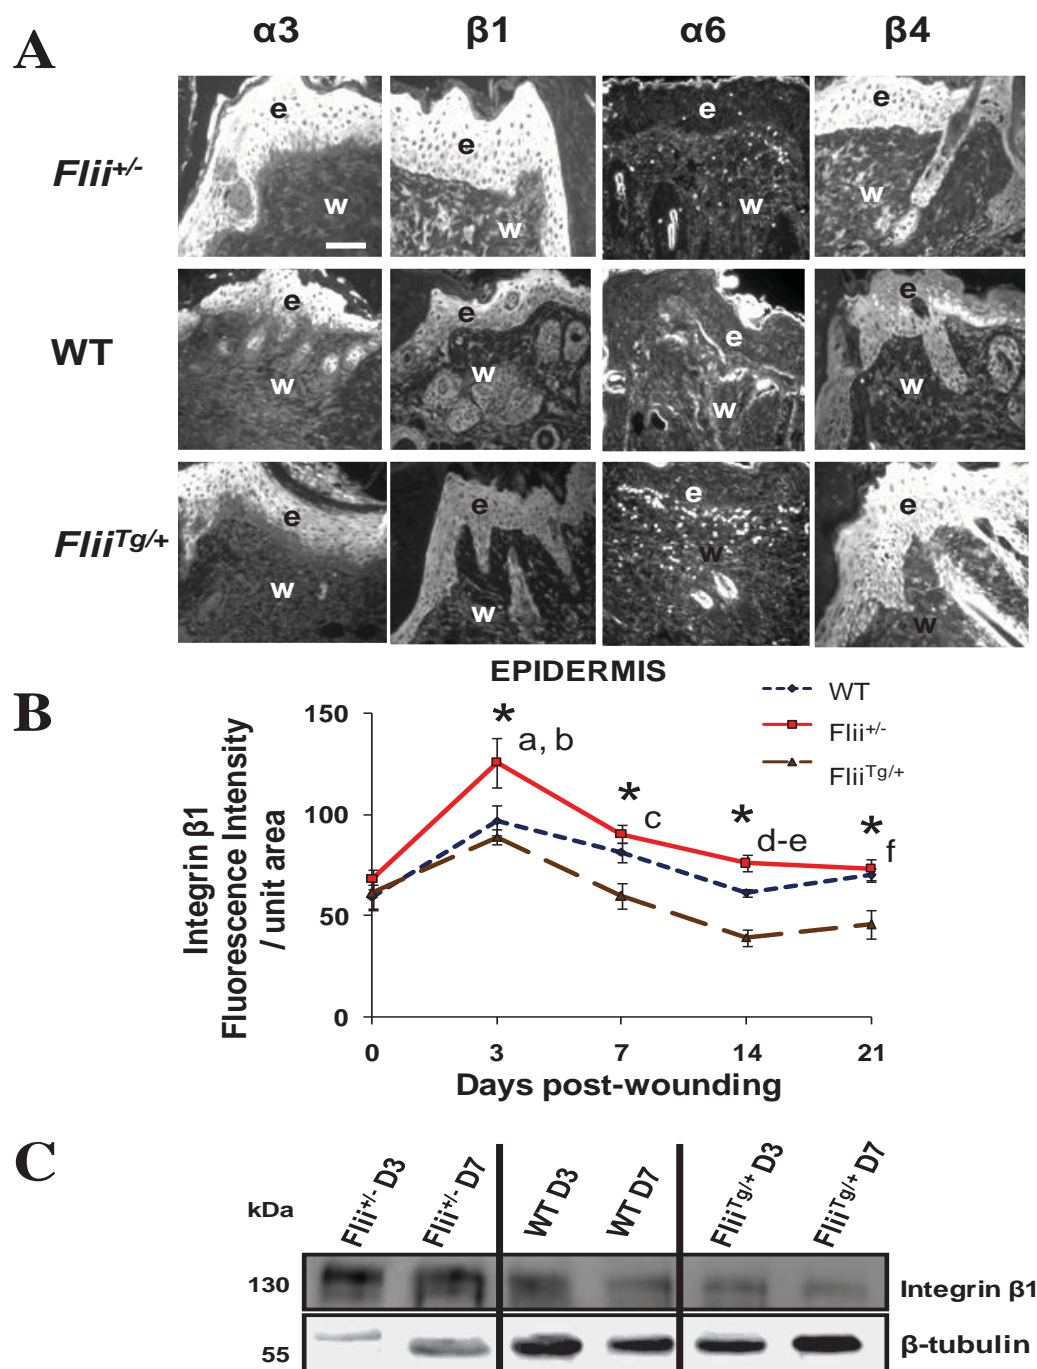 A
α3 β1 α6 β4
Flii+/-
e e e e
w w w w
WT
e e e e
w w w w
FliiTg/+
e e e e
w w w w
B
EPIDERMIS
WT
Flii+/-
FliiTg/+
Integrin β1
Fluorescence Intensity
/ unit area
150
100
50
0
* a, b
* c
* d-e
* f
0 3 7 14 21
Days post-wounding
C
kDa
Flii+/- D3
Flii+/- D7
WT D3
WT D7
FliiTg/+ D3
FliiTg/+ D7
130 Integrin β1
55 β-tubulin